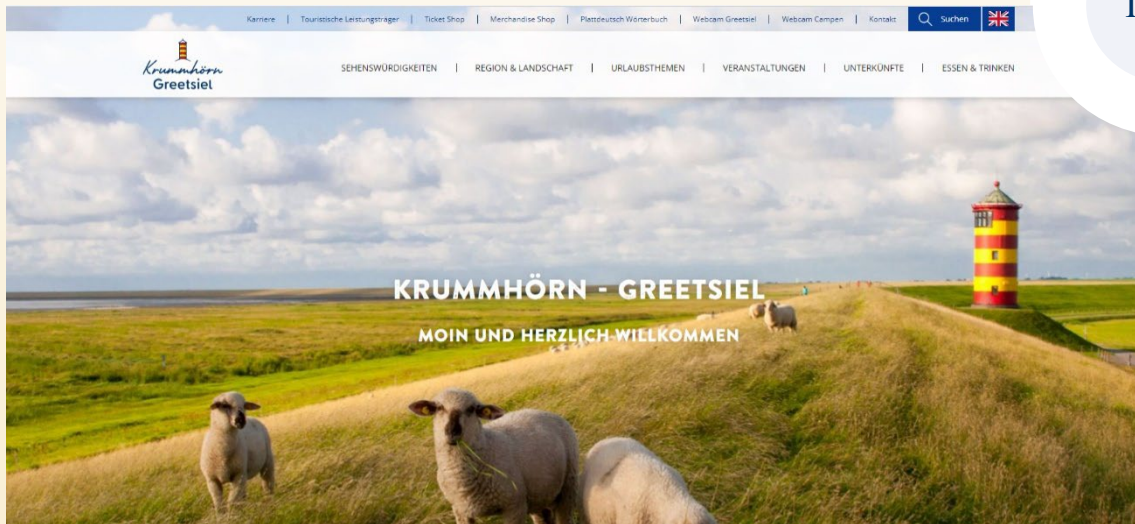 Karriere | Touristische Leistungsträger | Ticket Shop | Merchandise Shop | Plattdeutsch Wörterbuch | Webcam Greetsiel | Webcam Campen | Kontakt Suchen
Krummhörn
Greetsiel
SEHENSWÜRDIGKEITEN | REGION & LANDSCHAFT | URLAUBSTHEMEN | VERANSTALTUNGEN | UNTERKÜNFTE | ESSEN & TRINKEN
KRUMMHÖRN - GREETSIEL
MOIN UND HERZLICH WILLKOMMEN